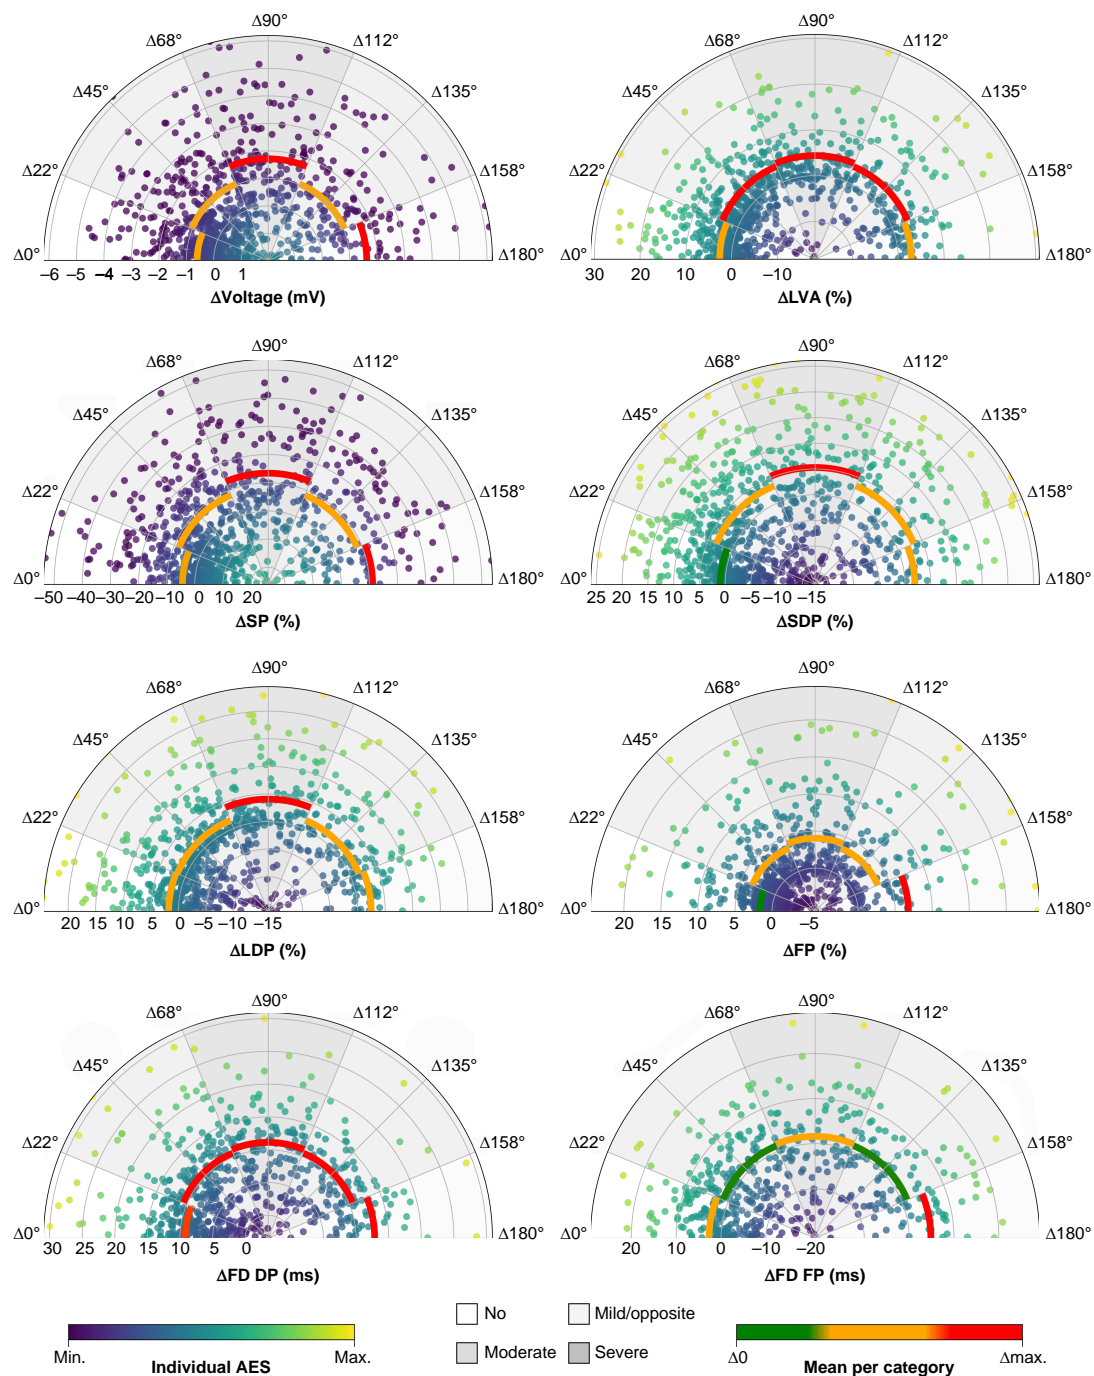 Δ90° Δ90°
Δ68° Δ112° Δ68° Δ112°
Δ45° Δ135° Δ45° Δ135°
Δ22° Δ158° Δ22° Δ158°
Δ0° Δ180° Δ0° Δ180°
–6 –5 –4 –3 –2 –1 0 1 30 20 10 0 –10
ΔVoltage (mV) ΔLVA (%)
Δ90° Δ90°
Δ68° Δ112° Δ68° Δ112°
Δ45° Δ135° Δ45° Δ135°
Δ22° Δ158° Δ22° Δ158°
Δ0° Δ180° Δ0° Δ180°
–50 –40 –30 –20 –10 0 10 20 25 20 15 10 5 0 –5 –10 –15
ΔSP (%) ΔSDP (%)
Δ90° Δ90°
Δ68° Δ112° Δ68° Δ112°
Δ45° Δ135° Δ45° Δ135°
Δ22° Δ158° Δ22° Δ158°
Δ0° Δ180° Δ0° Δ180°
20 15 10 5 0 –5 –10 –15 20 15 10 5 0 –5
ΔLDP (%) ΔFP (%)
Δ90° Δ90°
Δ68° Δ112° Δ68° Δ112°
Δ45° Δ135° Δ45° Δ135°
Δ22° Δ158° Δ22° Δ158°
Δ0° Δ180° Δ0° Δ180°
30 25 20 15 10 5 0 20 10 0 –10 –20
ΔFD DP (ms) ΔFD FP (ms)
No Mild/opposite
Moderate Severe
Min. Individual AES Max.
Δ0 Mean per category Δmax.